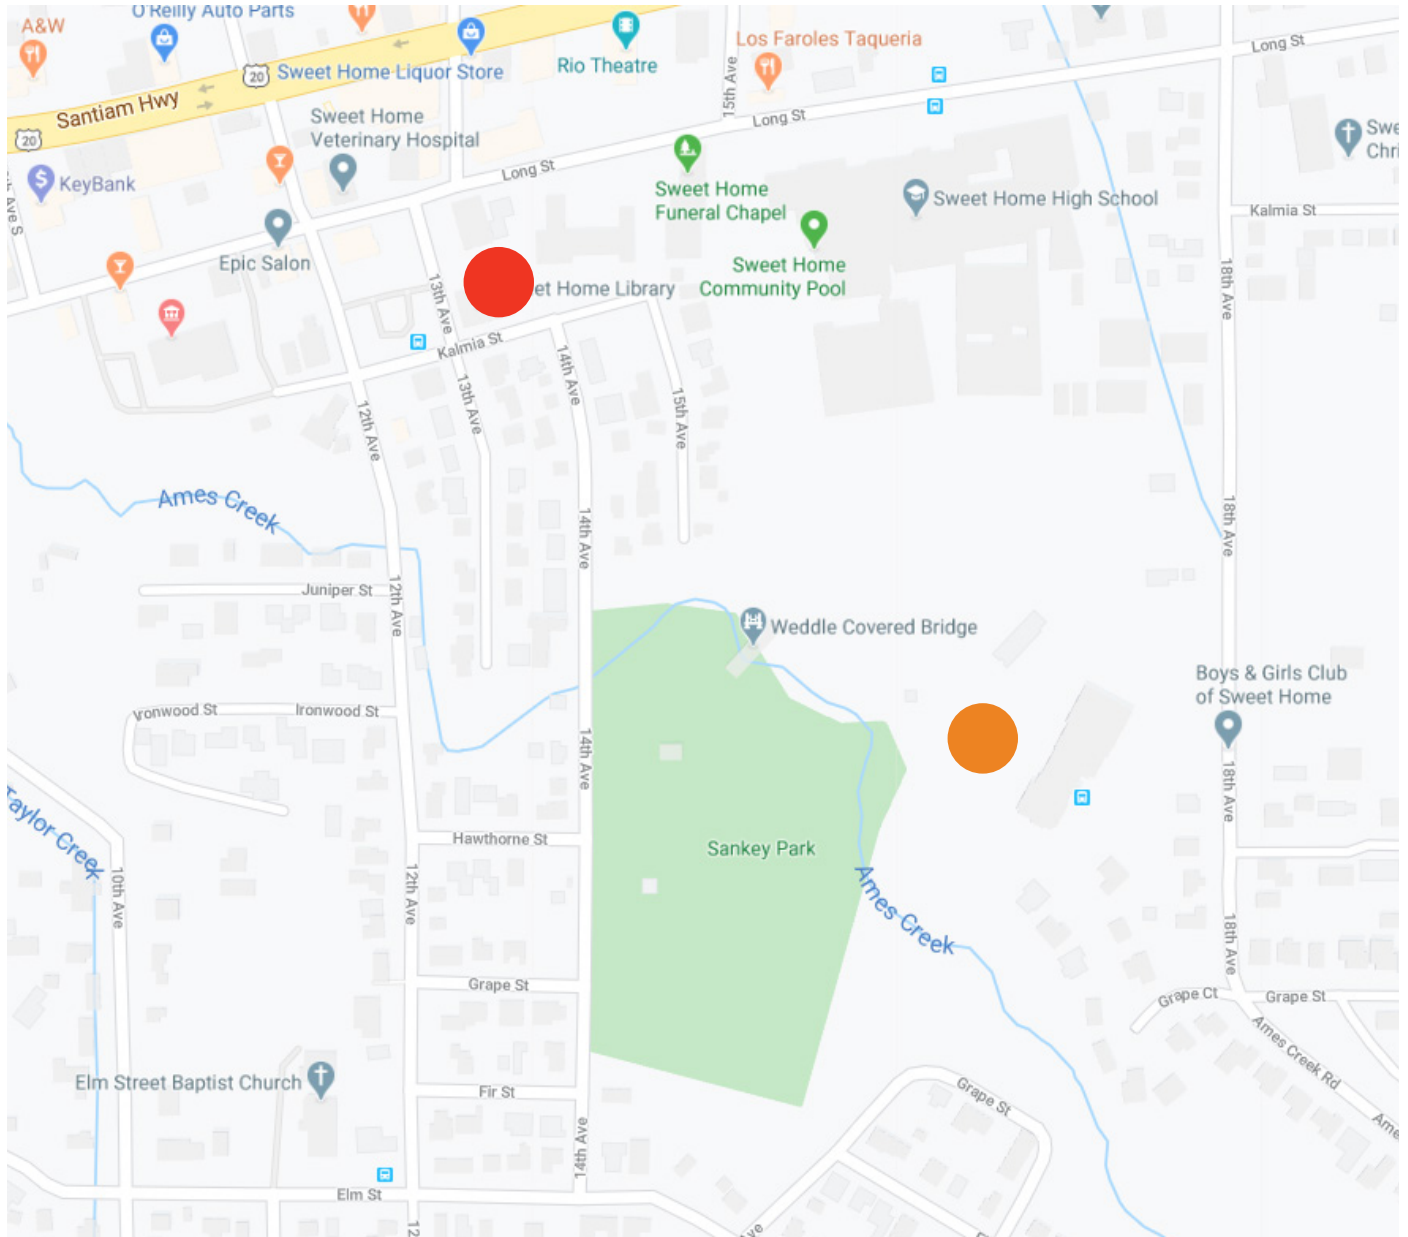 O'Reilly Auto Parts
A&W
Los Faroles Taqueria
Long St
Rio Theatre
20
Sweet Home Liquor Store
15th Ave
Santiam Hwy
20
Sweet Home
Veterinary Hospital
Long St
Swe
Chri
KeyBank
Long St
Sweet Home
Funeral Chapel
Sweet Home High School
Kalmia St
Ave S
Epic Salon
Sweet Home
Community Pool
13th Ave
et Home Library
18th Ave
Kalmia St
14th Ave
13th Ave
15th Ave
12th Ave
Ames Creek
14th Ave
18th Ave
Juniper St
12th Ave
Weddle Covered Bridge
Boys & Girls Club
of Sweet Home
Ironwood St
Ironwood St
14th Ave
18th Ave
Taylor Creek
Hawthorne St
Sankey Park
10th Ave
12th Ave
Ames Creek
18th Ave
Grape St
Grape Ct
Grape St
Ames Creek Rd
Elm Street Baptist Church
Fir St
Grape St
Ame
14th Ave
Elm St
12
ve